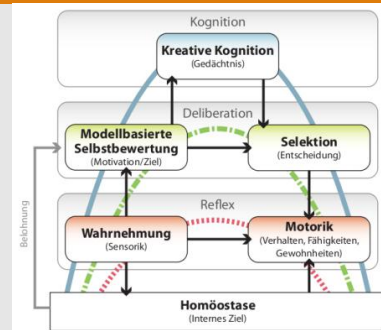 Kognition
Kreative Kognition
(Gedächtnis)
Deliberation
Modellbasierte
Selbstbewertung
(Motivation/Ziel)
Selektion
(Entscheidung)
Reflex
Wahrnehmung
(Sensorik)
Motorik
(Verhalten, Fähigkeiten,
Gewohnheiten)
Belohnung
Homöostase
(Internes Ziel)